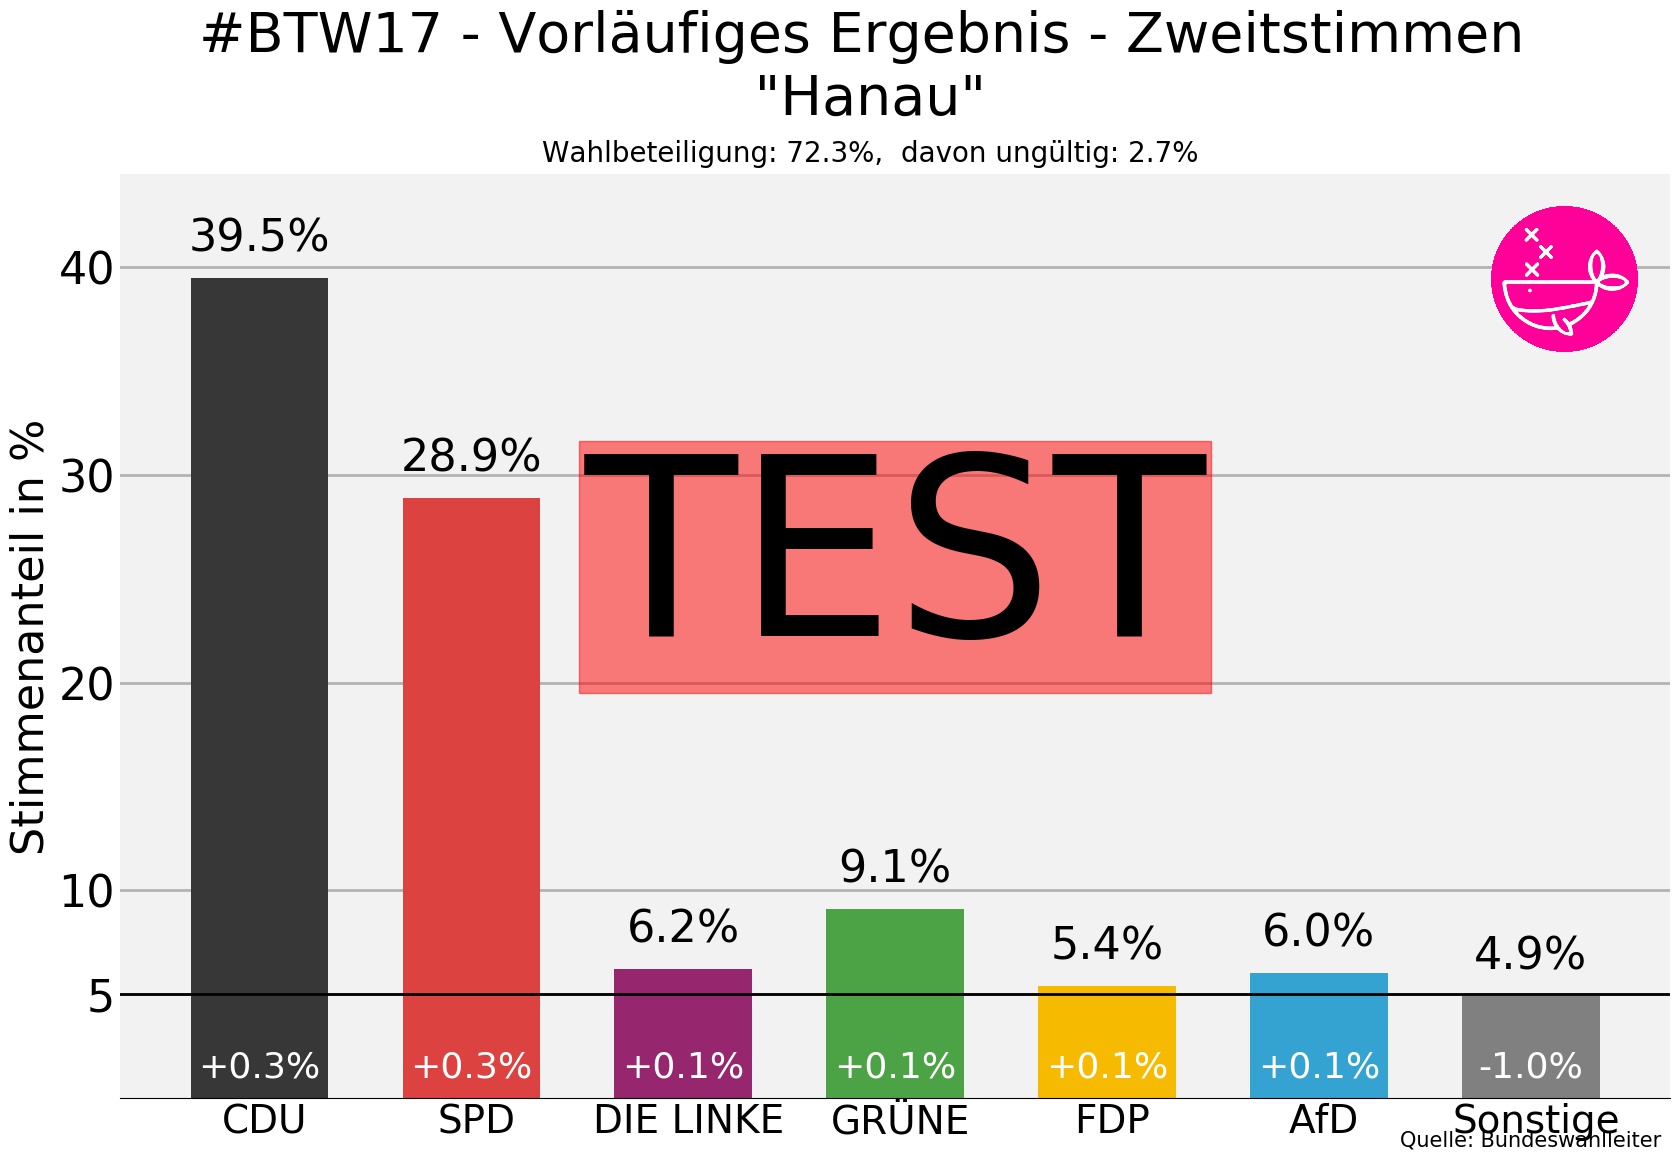 #BTW17 - Vorläufiges Ergebnis - Zweitstimmen
"Hanau"
Wahlbeteiligung: 72.3%,  davon ungültig: 2.7%
Stimmenanteil in %
40
30
20
10
5
39.5%
28.9%
6.2%
9.1%
5.4%
6.0%
4.9%
TEST
+0.3%
+0.3%
+0.1%
+0.1%
+0.1%
+0.1%
-1.0%
CDU
SPD
DIE LINKE
GRÜNE
FDP
AfD
Sonstige
Quelle: Bundeswahlleiter